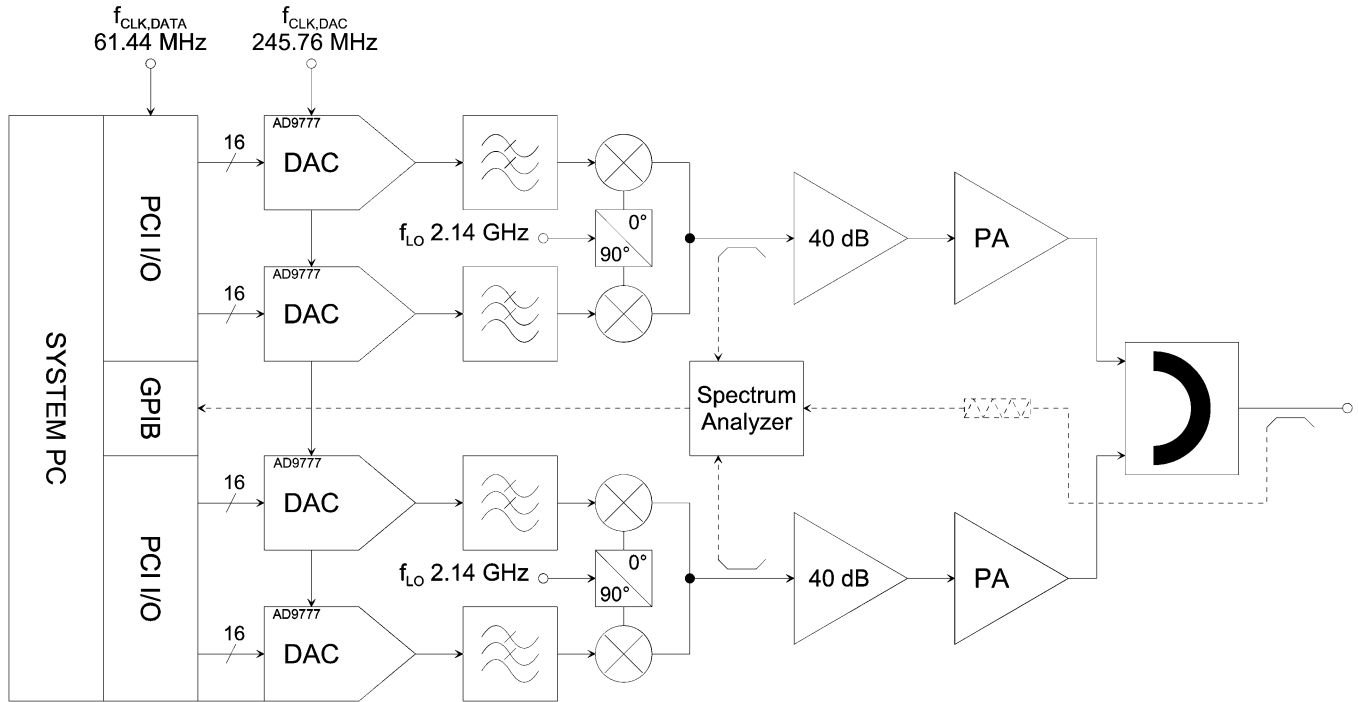 fCLK,DATA
61.44 MHz
fCLK,DAC
245.76 MHz
SYSTEM PC
PCI I/O
GPIB
PCI I/O
16
AD9777
DAC
fLO 2.14 GHz
0°
90°
16
AD9777
DAC
40 dB
PA
Spectrum
Analyzer
16
AD9777
DAC
fLO 2.14 GHz
0°
90°
16
AD9777
DAC
40 dB
PA